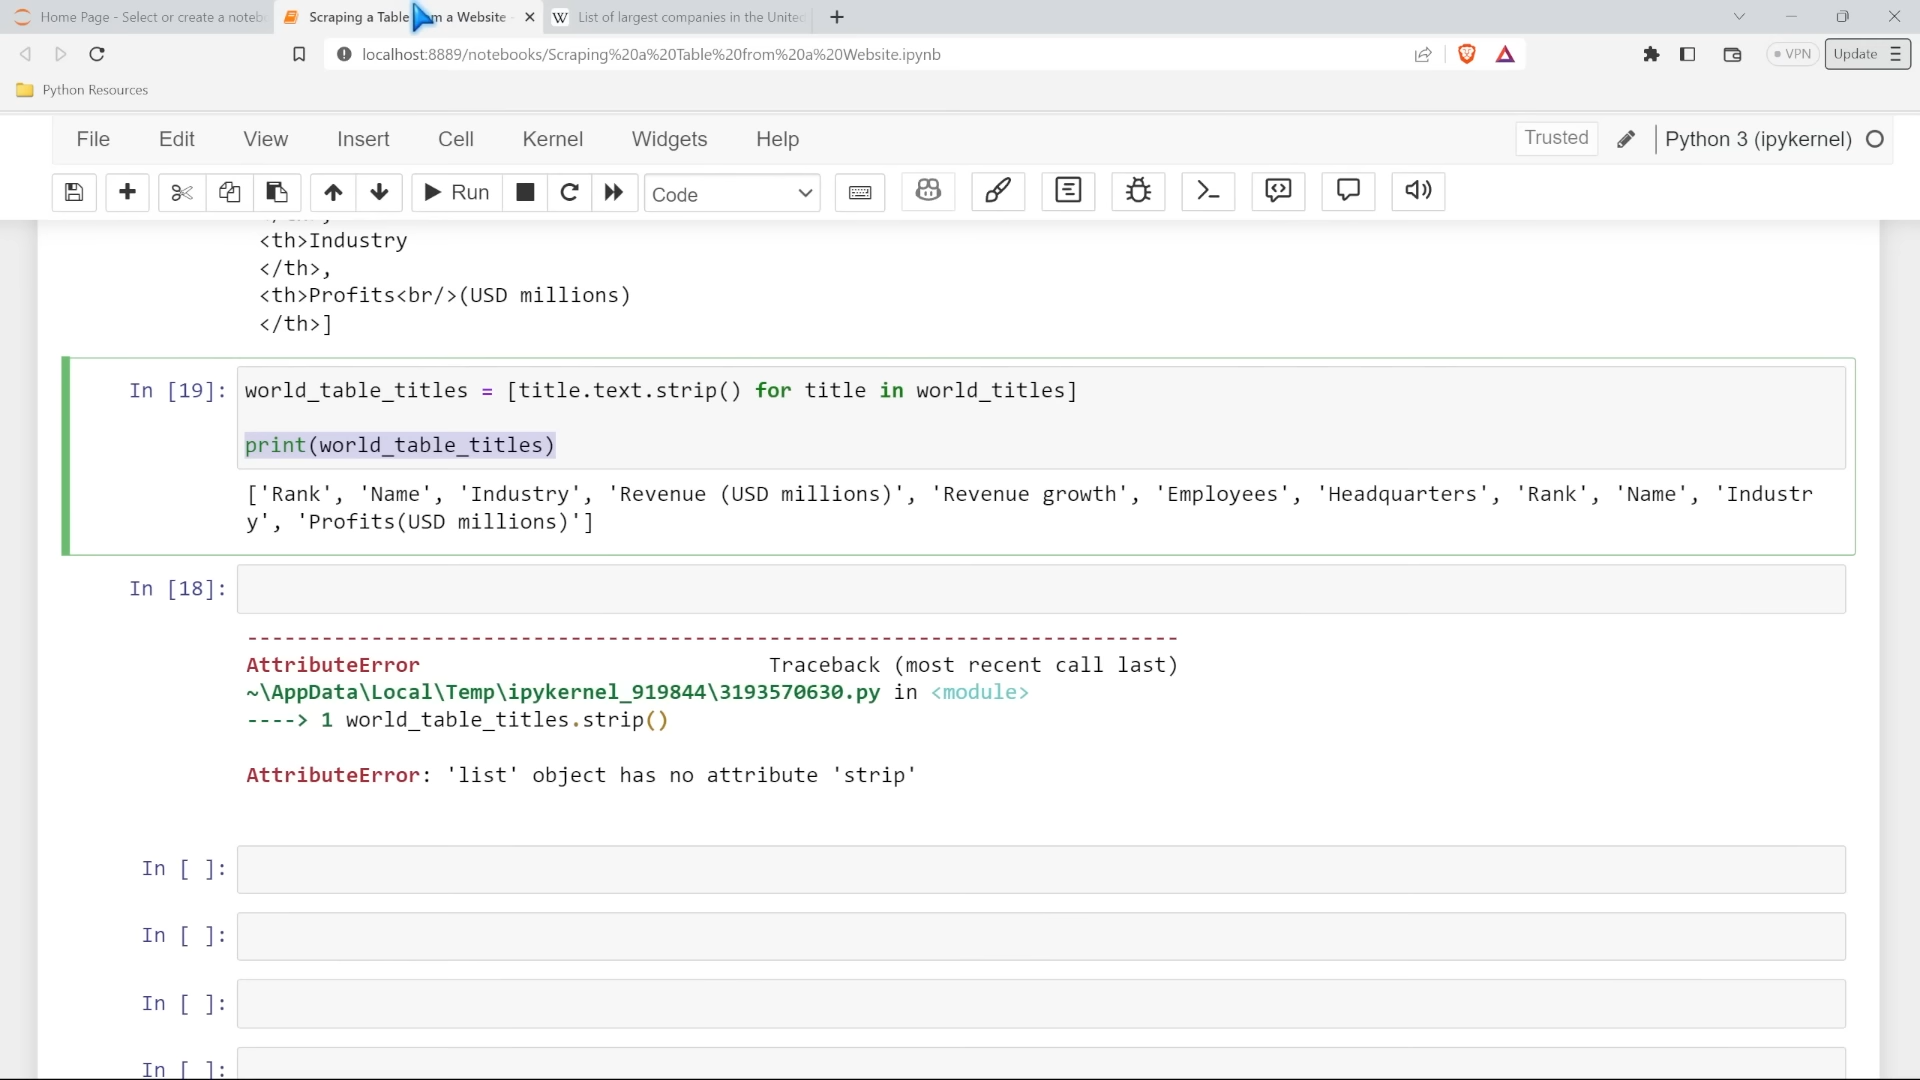 Home Page - Select or create a noteb
Scraping a Table m a Website
List of largest companies in the United
localhost:8889/notebooks/Scraping%20a%20Table%20from%20a%20Website.ipynb
VPN
Update
Python Resources
File Edit View Insert Cell Kernel Widgets Help
Trusted
Python 3 (ipykernel)
Run
Code
<th>Industry
</th>,
<th>Profits<br/>(USD millions)
</th>]
In [19]: world_table_titles = [title.text.strip() for title in world_titles]
print(world_table_titles)
['Rank', 'Name', 'Industry', 'Revenue (USD millions)', 'Revenue growth', 'Employees', 'Headquarters', 'Rank', 'Name', 'Industr
y', 'Profits(USD millions)']
In [18]:
---------------------------------------------------------------------------
AttributeError Traceback (most recent call last)
~\AppData\Local\Temp\ipykernel_919844\3193570630.py in <module>
----> 1 world_table_titles.strip()
AttributeError: 'list' object has no attribute 'strip'
In [ ]:
In [ ]:
In [ ]:
In [ ]: